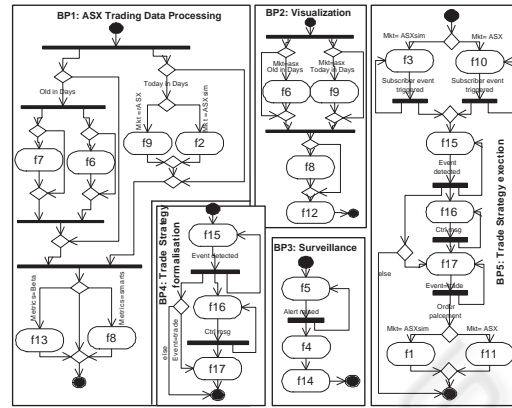 BP1: ASX Trading Data Processing
Old in Days
Today in Days
Mkt =rASX
Mkt =ASXsim
f7
f6
f9
f2
Metrics=Beta
Metrics=smarts
f13
f8
BP2: Visualization
Mkt=asx
Old in Days
Mkt=asx
Today in Days
f6
f9
f8
f12
BP4: Trade Strategy
formalisation
f15
Event detected
f16
Ctrl msg
else
Event=trade
f17
BP3: Surveillance
f5
Alert raised
f4
f14
BP5: Trade Strategy exection
Mkt= ASXsim
Mkt= ASX
f3
f10
Subscriber event
triggered
Subscriber event
triggered
f15
Event
detected
f16
Ctrl msg
f17
else
Event=trade
Order
palcement
Mkt= ASXsim
Mkt= ASX
f1
f11